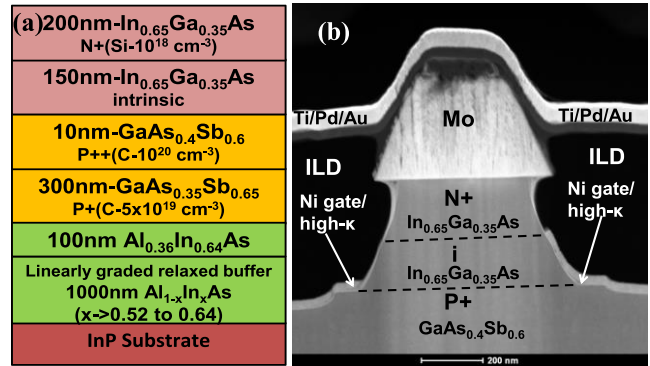 (a) 200nm-In0.65Ga0.35As
N+(Si-10^18 cm^-3)
150nm-In0.65Ga0.35As
intrinsic
10nm-GaAs0.4Sb0.6
P++(C-10^20 cm^-3)
300nm-GaAs0.35Sb0.65
P+(C-5x10^19 cm^-3)
100nm Al0.36In0.64As
Linearly graded relaxed buffer
1000nm Al1-xInxAs
(x->0.52 to 0.64)
InP Substrate
(b)
Ti/Pd/Au
Mo
Ti/Pd/Au
ILD
ILD
Ni gate/
high-κ
Ni gate/
high-κ
N+
In0.65Ga0.35As
i
In0.65Ga0.35As
P+
GaAs0.4Sb0.6
200 nm